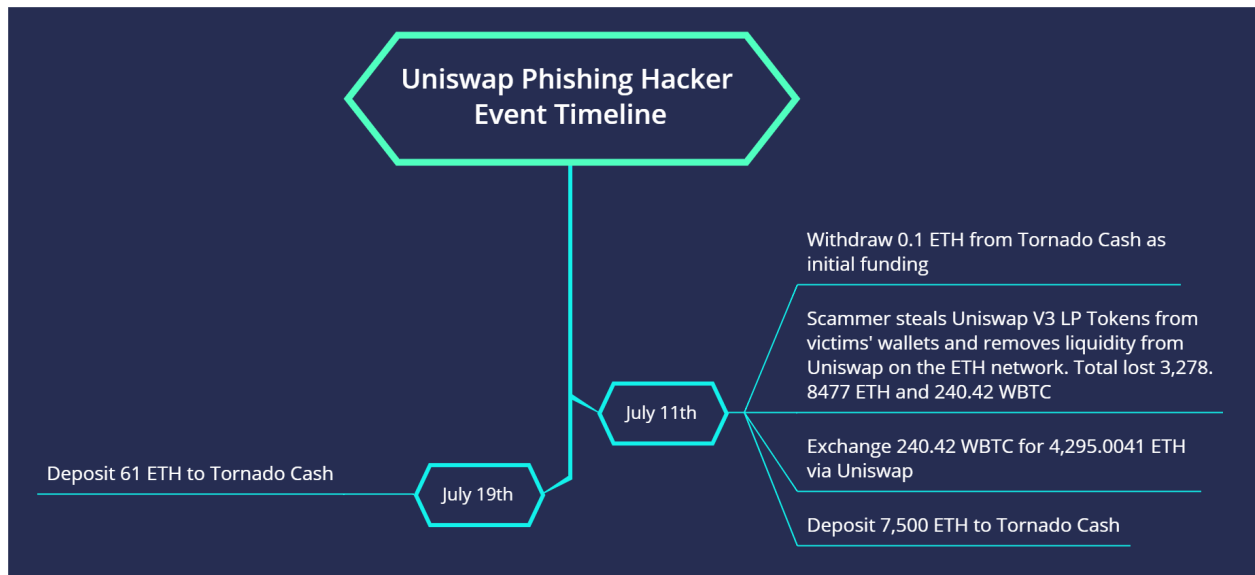 Uniswap Phishing Hacker
Event Timeline
Withdraw 0.1 ETH from Tornado Cash as
initial funding
Scammer steals Uniswap V3 LP Tokens from
victims' wallets and removes liquidity from
Uniswap on the ETH network. Total lost 3,278.
8477 ETH and 240.42 WBTC
July 11th
Exchange 240.42 WBTC for 4,295.0041 ETH
via Uniswap
Deposit 7,500 ETH to Tornado Cash
July 19th
Deposit 61 ETH to Tornado Cash